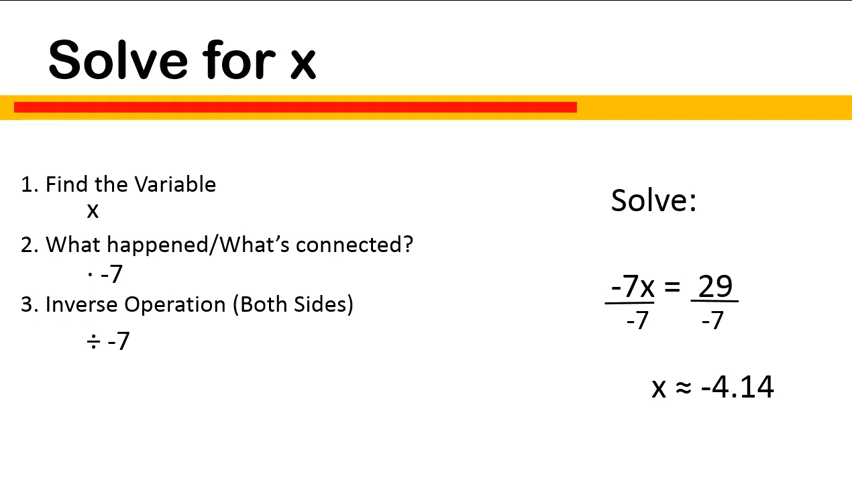 Solve for x
1. Find the Variable
x
2. What happened/What's connected?
· -7
3. Inverse Operation (Both Sides)
÷ -7
Solve:
-7x = 29
-7 -7
x ≈ -4.14